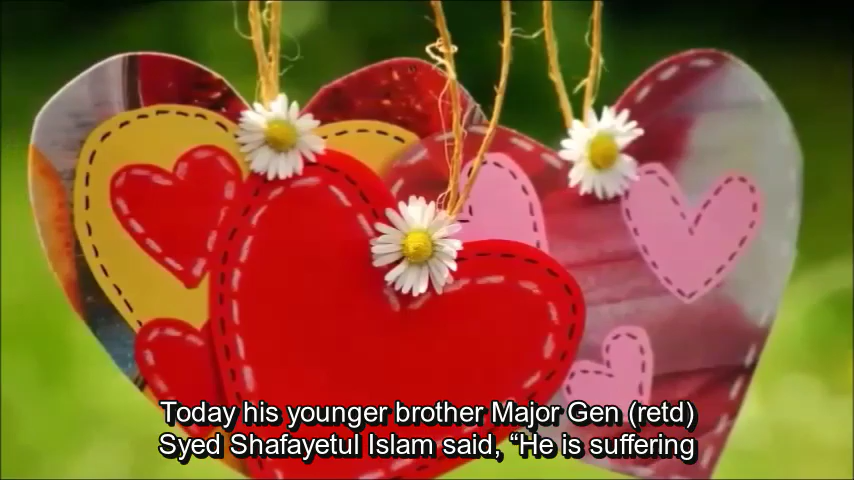 Today his younger brother Major Gen (retd)
Syed Shafayetul Islam said, “He is suffering